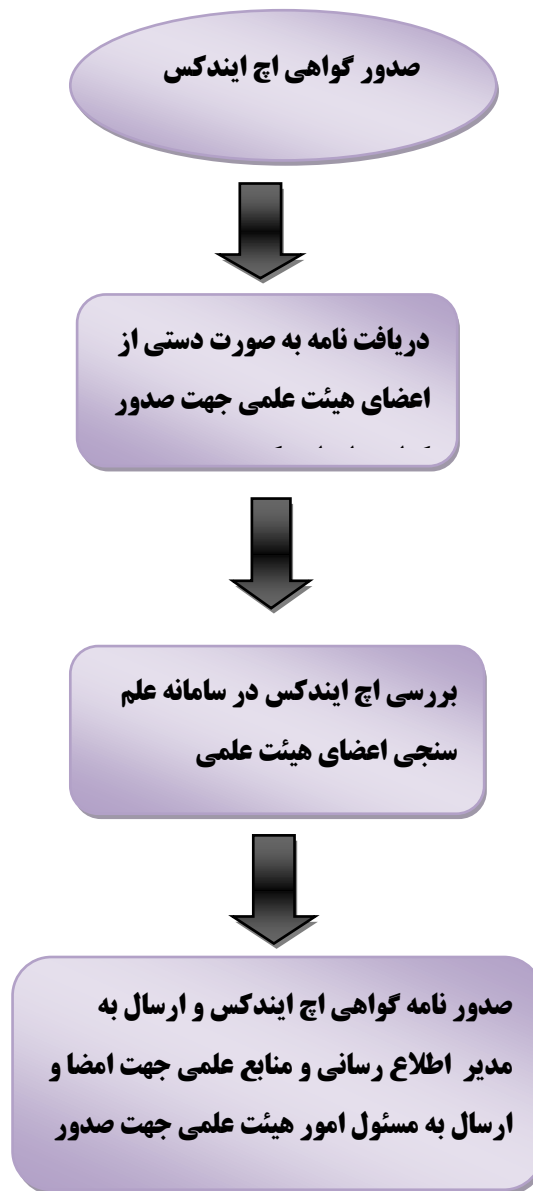 صدور گواهی اچ ایندکس
دریافت نامه به صورت دستی از
اعضای هیئت علمی جهت صدور
بررسی اچ ایندکس در سامانه علم
سنجی اعضای هیئت علمی
صدور نامه گواهی اچ ایندکس و ارسال به
مدیر اطلاع رسانی و منابع علمی جهت امضا و
ارسال به مسئول امور هیئت علمی جهت صدور